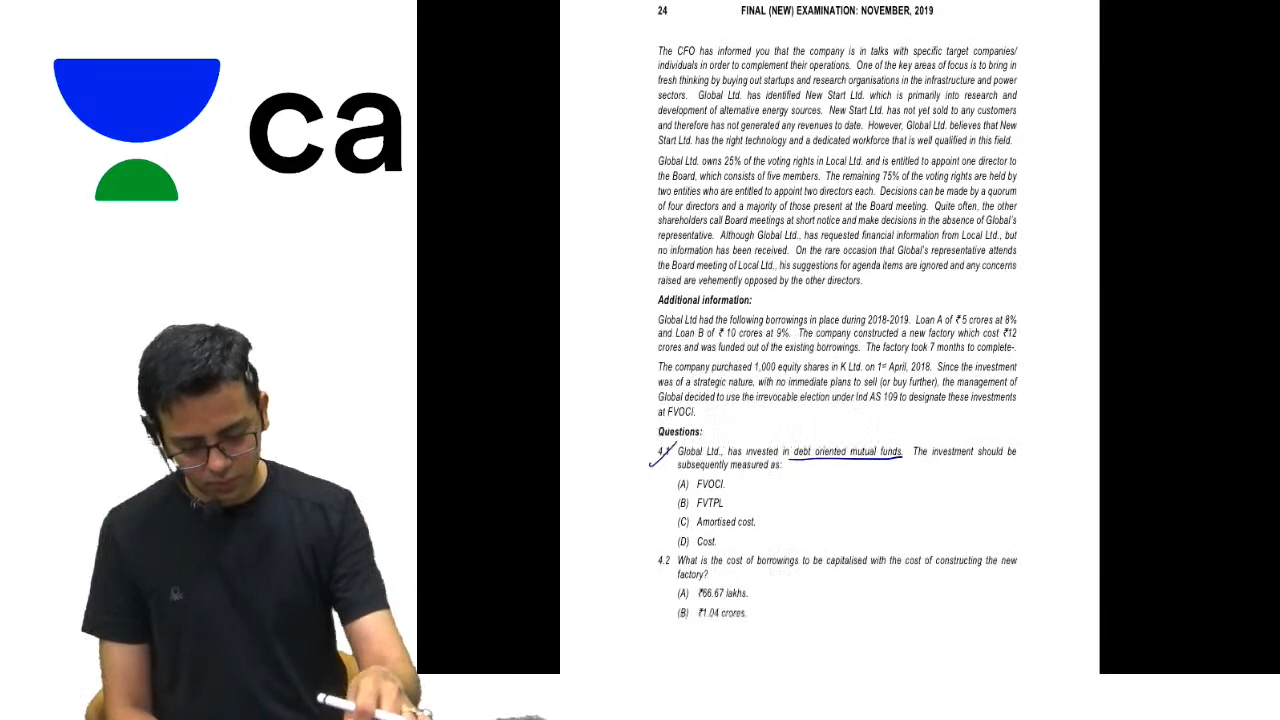 ca
24 FINAL (NEW) EXAMINATION: NOVEMBER, 2019
The CFO has informed you that the company is in talks with specific target companies/
individuals in order to complement their operations. One of the key areas of focus is to bring in
fresh thinking by buying out startups and research organisations in the infrastructure and power
sectors. Global Ltd. has identified New Start Ltd. which is primarily into research and
development of alternative energy sources. New Start Ltd. has not yet sold to any customers
and therefore has not generated any revenues to date. However, Global Ltd. believes that New
Start Ltd. has the right technology and a dedicated workforce that is well qualified in this field.
Global Ltd. owns 25% of the voting rights in Local Ltd. and is entitled to appoint one director to
the Board, which consists of five members. The remaining 75% of the voting rights are held by
two entities who are entitled to appoint two directors each. Decisions can be made by a quorum
of four directors and a majority of those present at the Board meeting. Quite often, the other
shareholders call Board meetings at short notice and make decisions in the absence of Global's
representative. Although Global Ltd., has requested financial information from Local Ltd., but
no information has been received. On the rare occasion that Global's representative attends
the Board meeting of Local Ltd., his suggestions for agenda items are ignored and any concerns
raised are vehemently opposed by the other directors.
Additional information:
Global Ltd had the following borrowings in place during 2018-2019. Loan A of ₹ 5 crores at 8%
and Loan B of ₹ 10 crores at 9%. The company constructed a new factory which cost ₹12
crores and was funded out of the existing borrowings. The factory took 7 months to complete-.
The company purchased 1,000 equity shares in K Ltd. on 1st April, 2018. Since the investment
was of a strategic nature, with no immediate plans to sell (or buy further), the management of
Global decided to use the irrevocable election under Ind AS 109 to designate these investments
at FVOCI.
Questions:
4.1 Global Ltd., has invested in debt oriented mutual funds. The investment should be
subsequently measured as:
(A) FVOCI.
(B) FVTPL
(C) Amortised cost.
(D) Cost.
4.2 What is the cost of borrowings to be capitalised with the cost of constructing the new
factory?
(A) ₹66.67 lakhs.
(B) ₹1.04 crores.